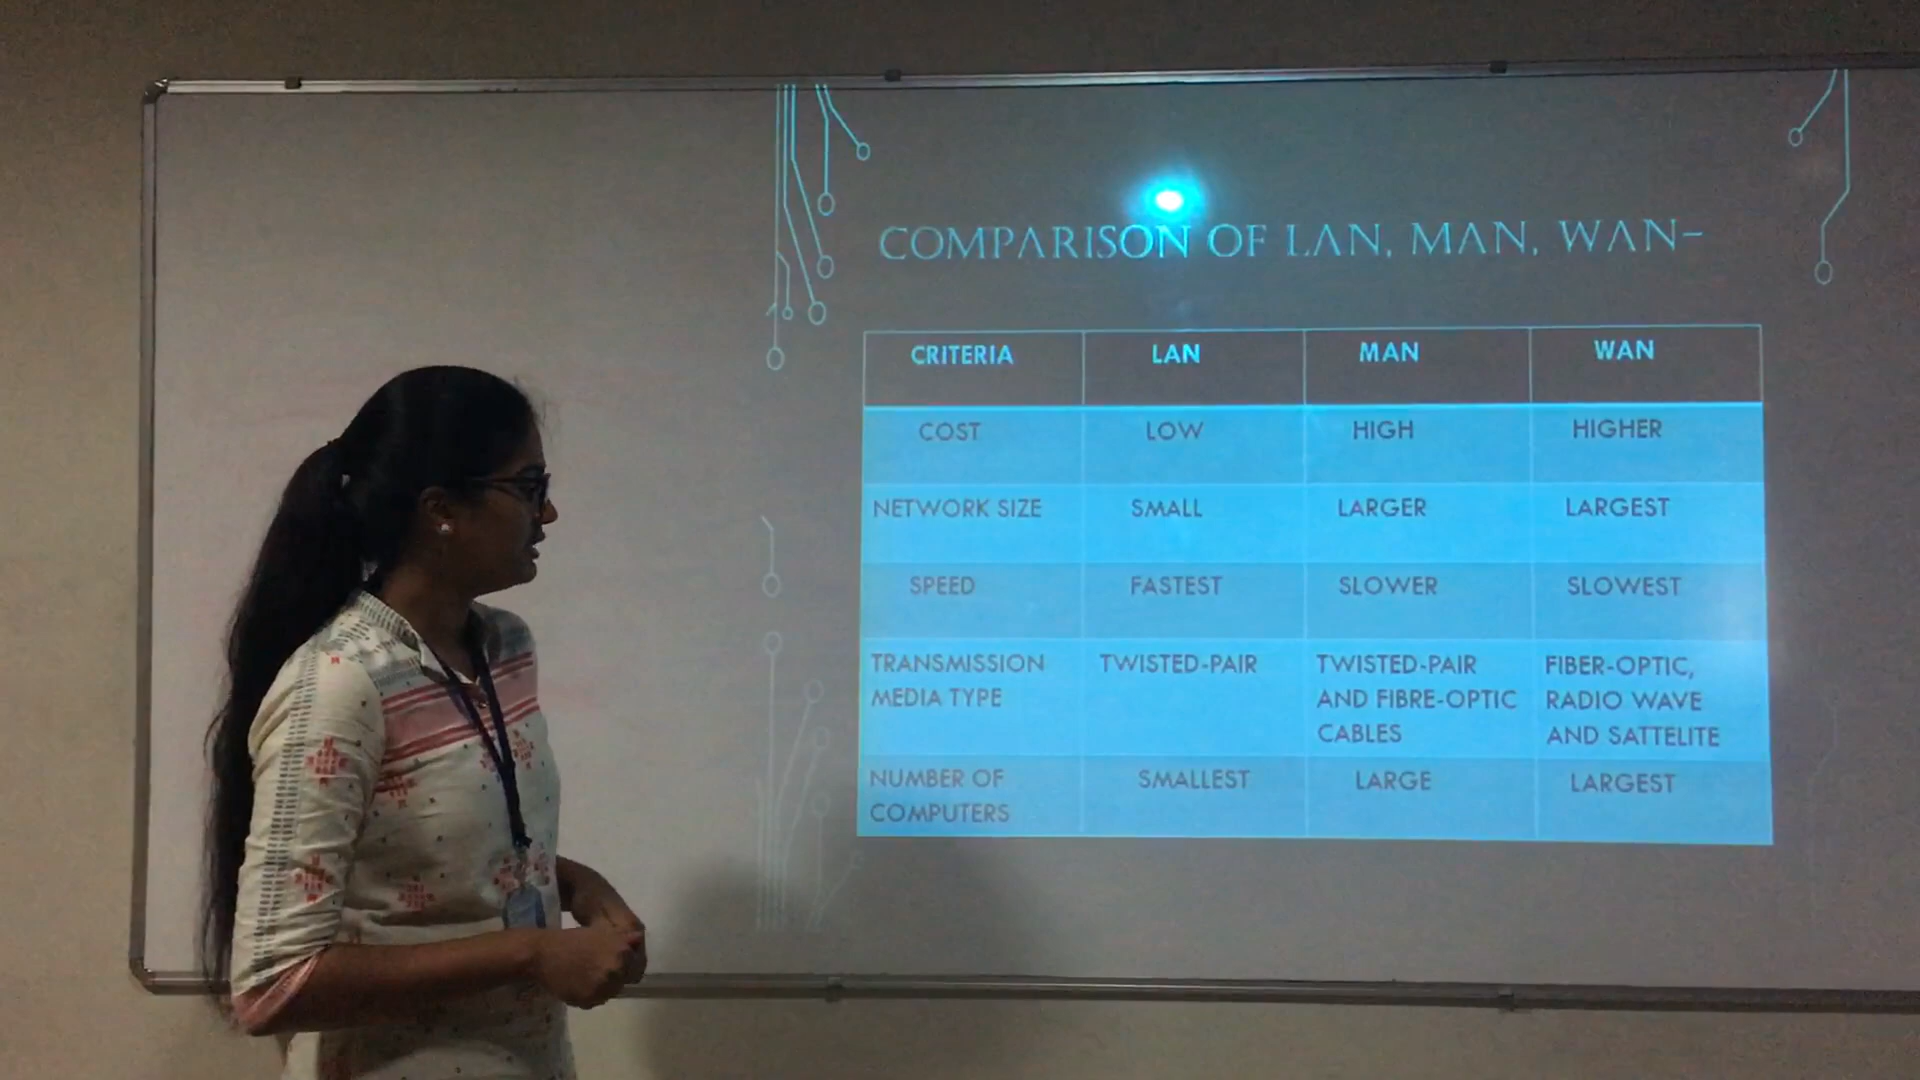 COMPARISON OF LAN, MAN, WAN–
CRITERIA LAN MAN WAN
COST LOW HIGH HIGHER
NETWORK SIZE SMALL LARGER LARGEST
SPEED FASTEST SLOWER SLOWEST
TRANSMISSION TWISTED-PAIR TWISTED-PAIR FIBER-OPTIC,
MEDIA TYPE AND FIBRE-OPTIC RADIO WAVE
CABLES AND SATTELITE
NUMBER OF SMALLEST LARGE LARGEST
COMPUTERS